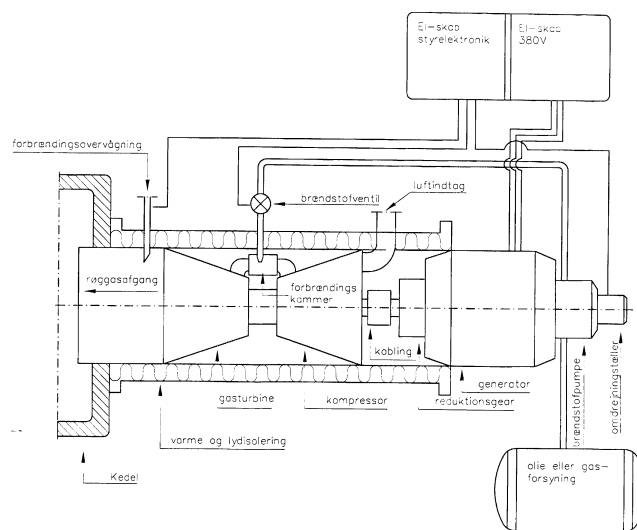 El-skab
styrelektronik
El-skab
380V
forbrændingsovervågning
brændstofventil
luftindtag
røggasafgang
forbrændings
kammer
kobling
generator
reduktionsgear
gasturbine
kompressor
varme og lydisolering
Kedel
brændstofpumpe
omdrejningstæller
olie eller gas-
forsyning